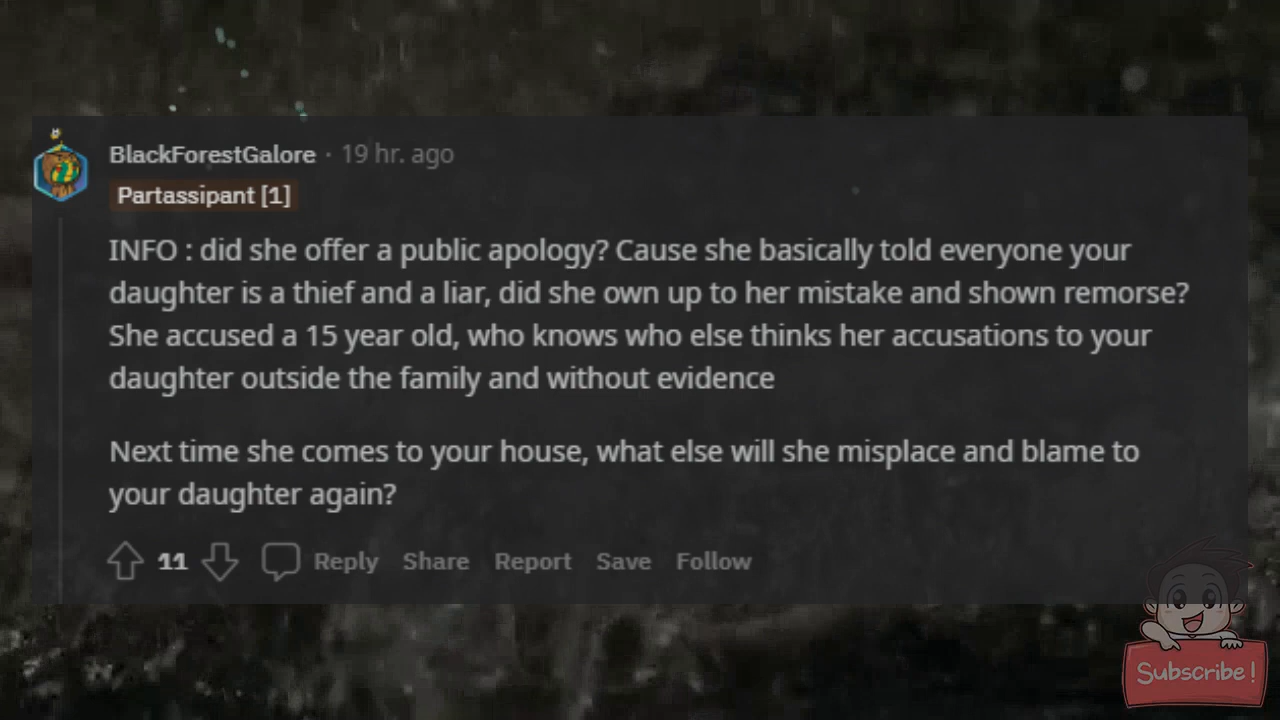 BlackForestGalore · 19 hr. ago
Partassipant [1]
INFO : did she offer a public apology? Cause she basically told everyone your
daughter is a thief and a liar, did she own up to her mistake and shown remorse?
She accused a 15 year old, who knows who else thinks her accusations to your
daughter outside the family and without evidence
Next time she comes to your house, what else will she misplace and blame to
your daughter again?
11 Reply Share Report Save Follow
Subscribe!